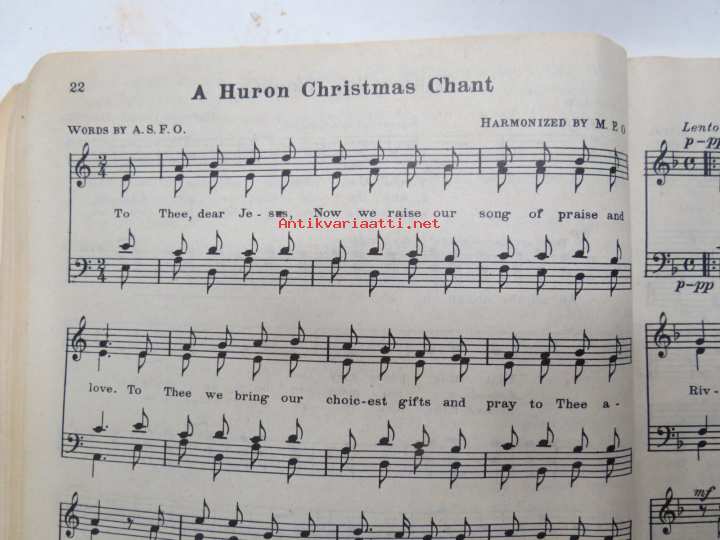 22
A Huron Christmas Chant
WORDS BY A. S. F. O.
HARMONIZED BY M. P. O
To Thee, dear Je - sus, Now we raise our song of praise and
Antikvariaatti.net
love. To Thee we bring our choic-est gifts and pray to Thee a -
Lento
p-pp
p-pp
Riv -
mf